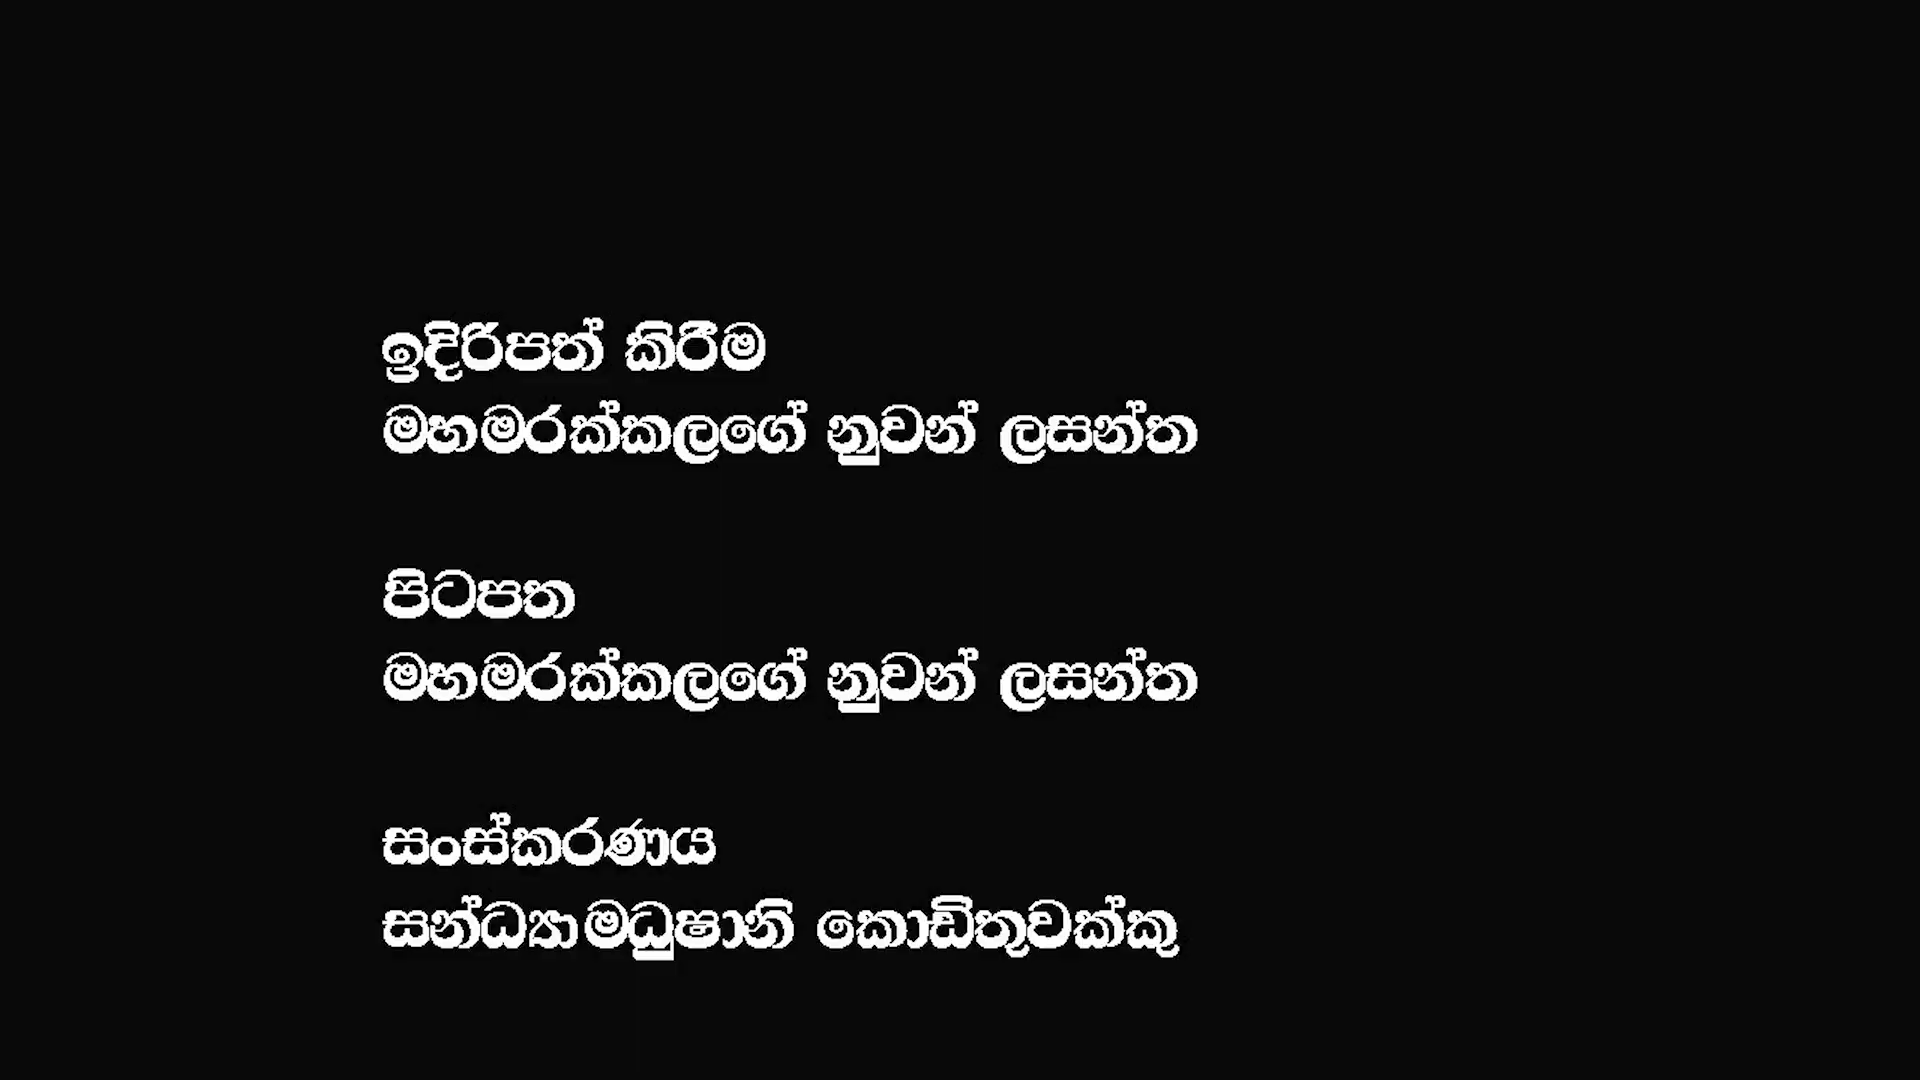 ඉදිරිපත් කිරීම
මහමරක්කලගේ නුවන් ලසන්ත
පිටපත
මහමරක්කලගේ නුවන් ලසන්ත
සංස්කරණය
සන්ධ්‍යා මධුෂානි කොඩිතුවක්කු